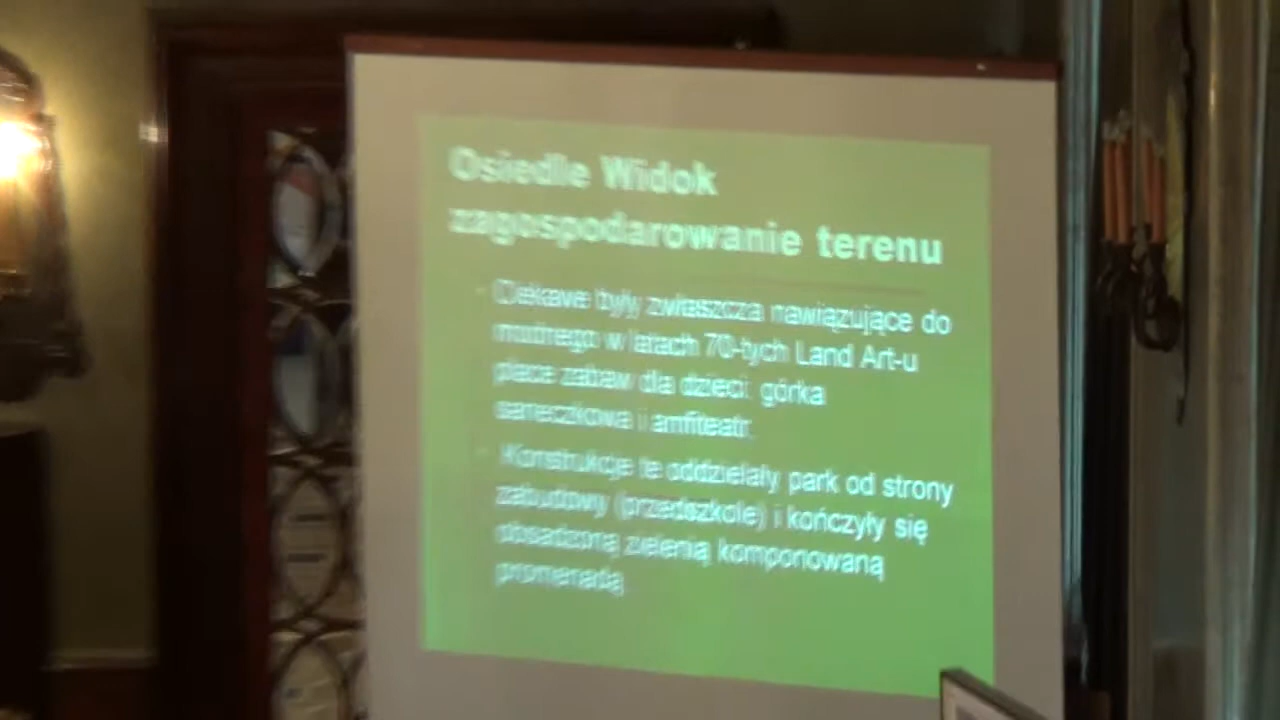 Osiedle Widok
zagospodarowanie terenu
Ciekawe były zwłaszcza nawiązujące do
modnego w latach 70-tych Land Art-u
place zabaw dla dzieci: górka
saneczkowa i amfiteatr.
Konstrukcje te oddzielały park od strony
zabudowy (przedszkole) i kończyły się
obsadzoną zielenią komponowaną
promenadą.